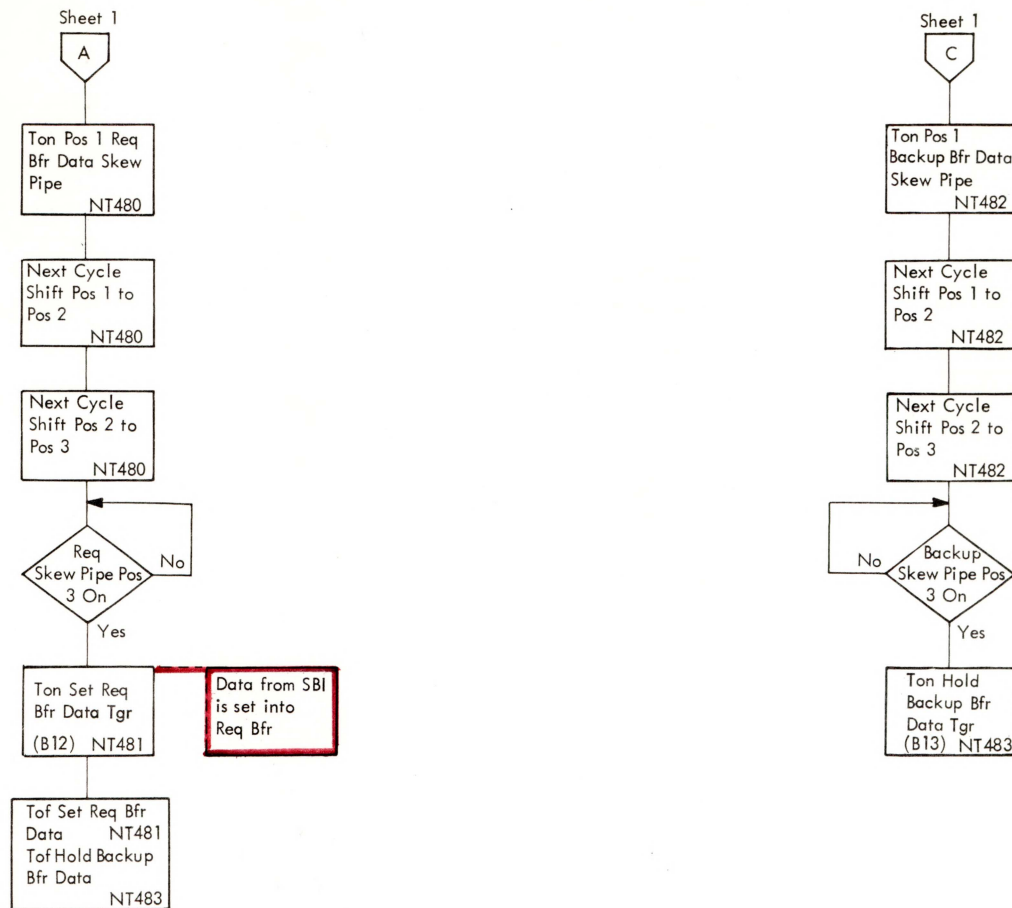 Sheet 1
A
Ton Pos 1 Req
Bfr Data Skew
Pipe
NT480
Next Cycle
Shift Pos 1 to
Pos 2
NT480
Next Cycle
Shift Pos 2 to
Pos 3
NT480
Req
Skew Pipe Pos
3 On
No
Yes
Ton Set Req
Bfr Data Tgr
(B12) NT481
Data from SBI
is set into
Req Bfr
Tof Set Req Bfr
Data NT481
Tof Hold Backup
Bfr Data
NT483
Sheet 1
C
Ton Pos 1
Backup Bfr Data
Skew Pipe
NT482
Next Cycle
Shift Pos 1 to
Pos 2
NT482
Next Cycle
Shift Pos 2 to
Pos 3
NT482
No
Backup
Skew Pipe Pos
3 On
Yes
Ton Hold
Backup Bfr
Data Tgr
(B13) NT483